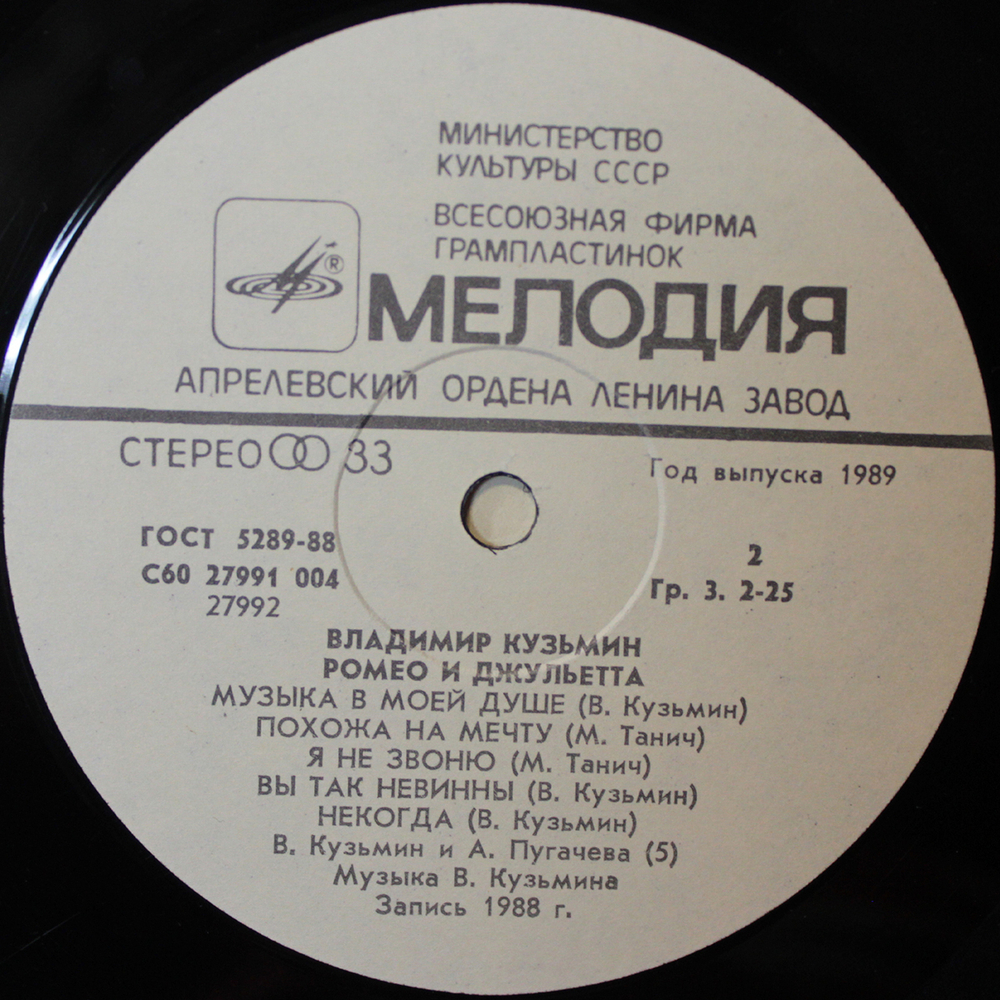 МИНИСТЕРСТВО
КУЛЬТУРЫ СССР
ВСЕСОЮЗНАЯ ФИРМА
ГРАМПЛАСТИНОК
®
МЕЛОДИЯ
АПРЕЛЕВСКИЙ ОРДЕНА ЛЕНИНА ЗАВОД
СТЕРЕО 33
Год выпуска 1989
ГОСТ 5289-88
С60 27991 004
27992
2
Гр. 3. 2-25
ВЛАДИМИР КУЗЬМИН
РОМЕО И ДЖУЛЬЕТТА
МУЗЫКА В МОЕЙ ДУШЕ (В. Кузьмин)
ПОХОЖА НА МЕЧТУ (М. Танич)
Я НЕ ЗВОНЮ (М. Танич)
ВЫ ТАК НЕВИННЫ (В. Кузьмин)
НЕКОГДА (В. Кузьмин)
В. Кузьмин и А. Пугачева (5)
Музыка В. Кузьмина
Запись 1988 г.